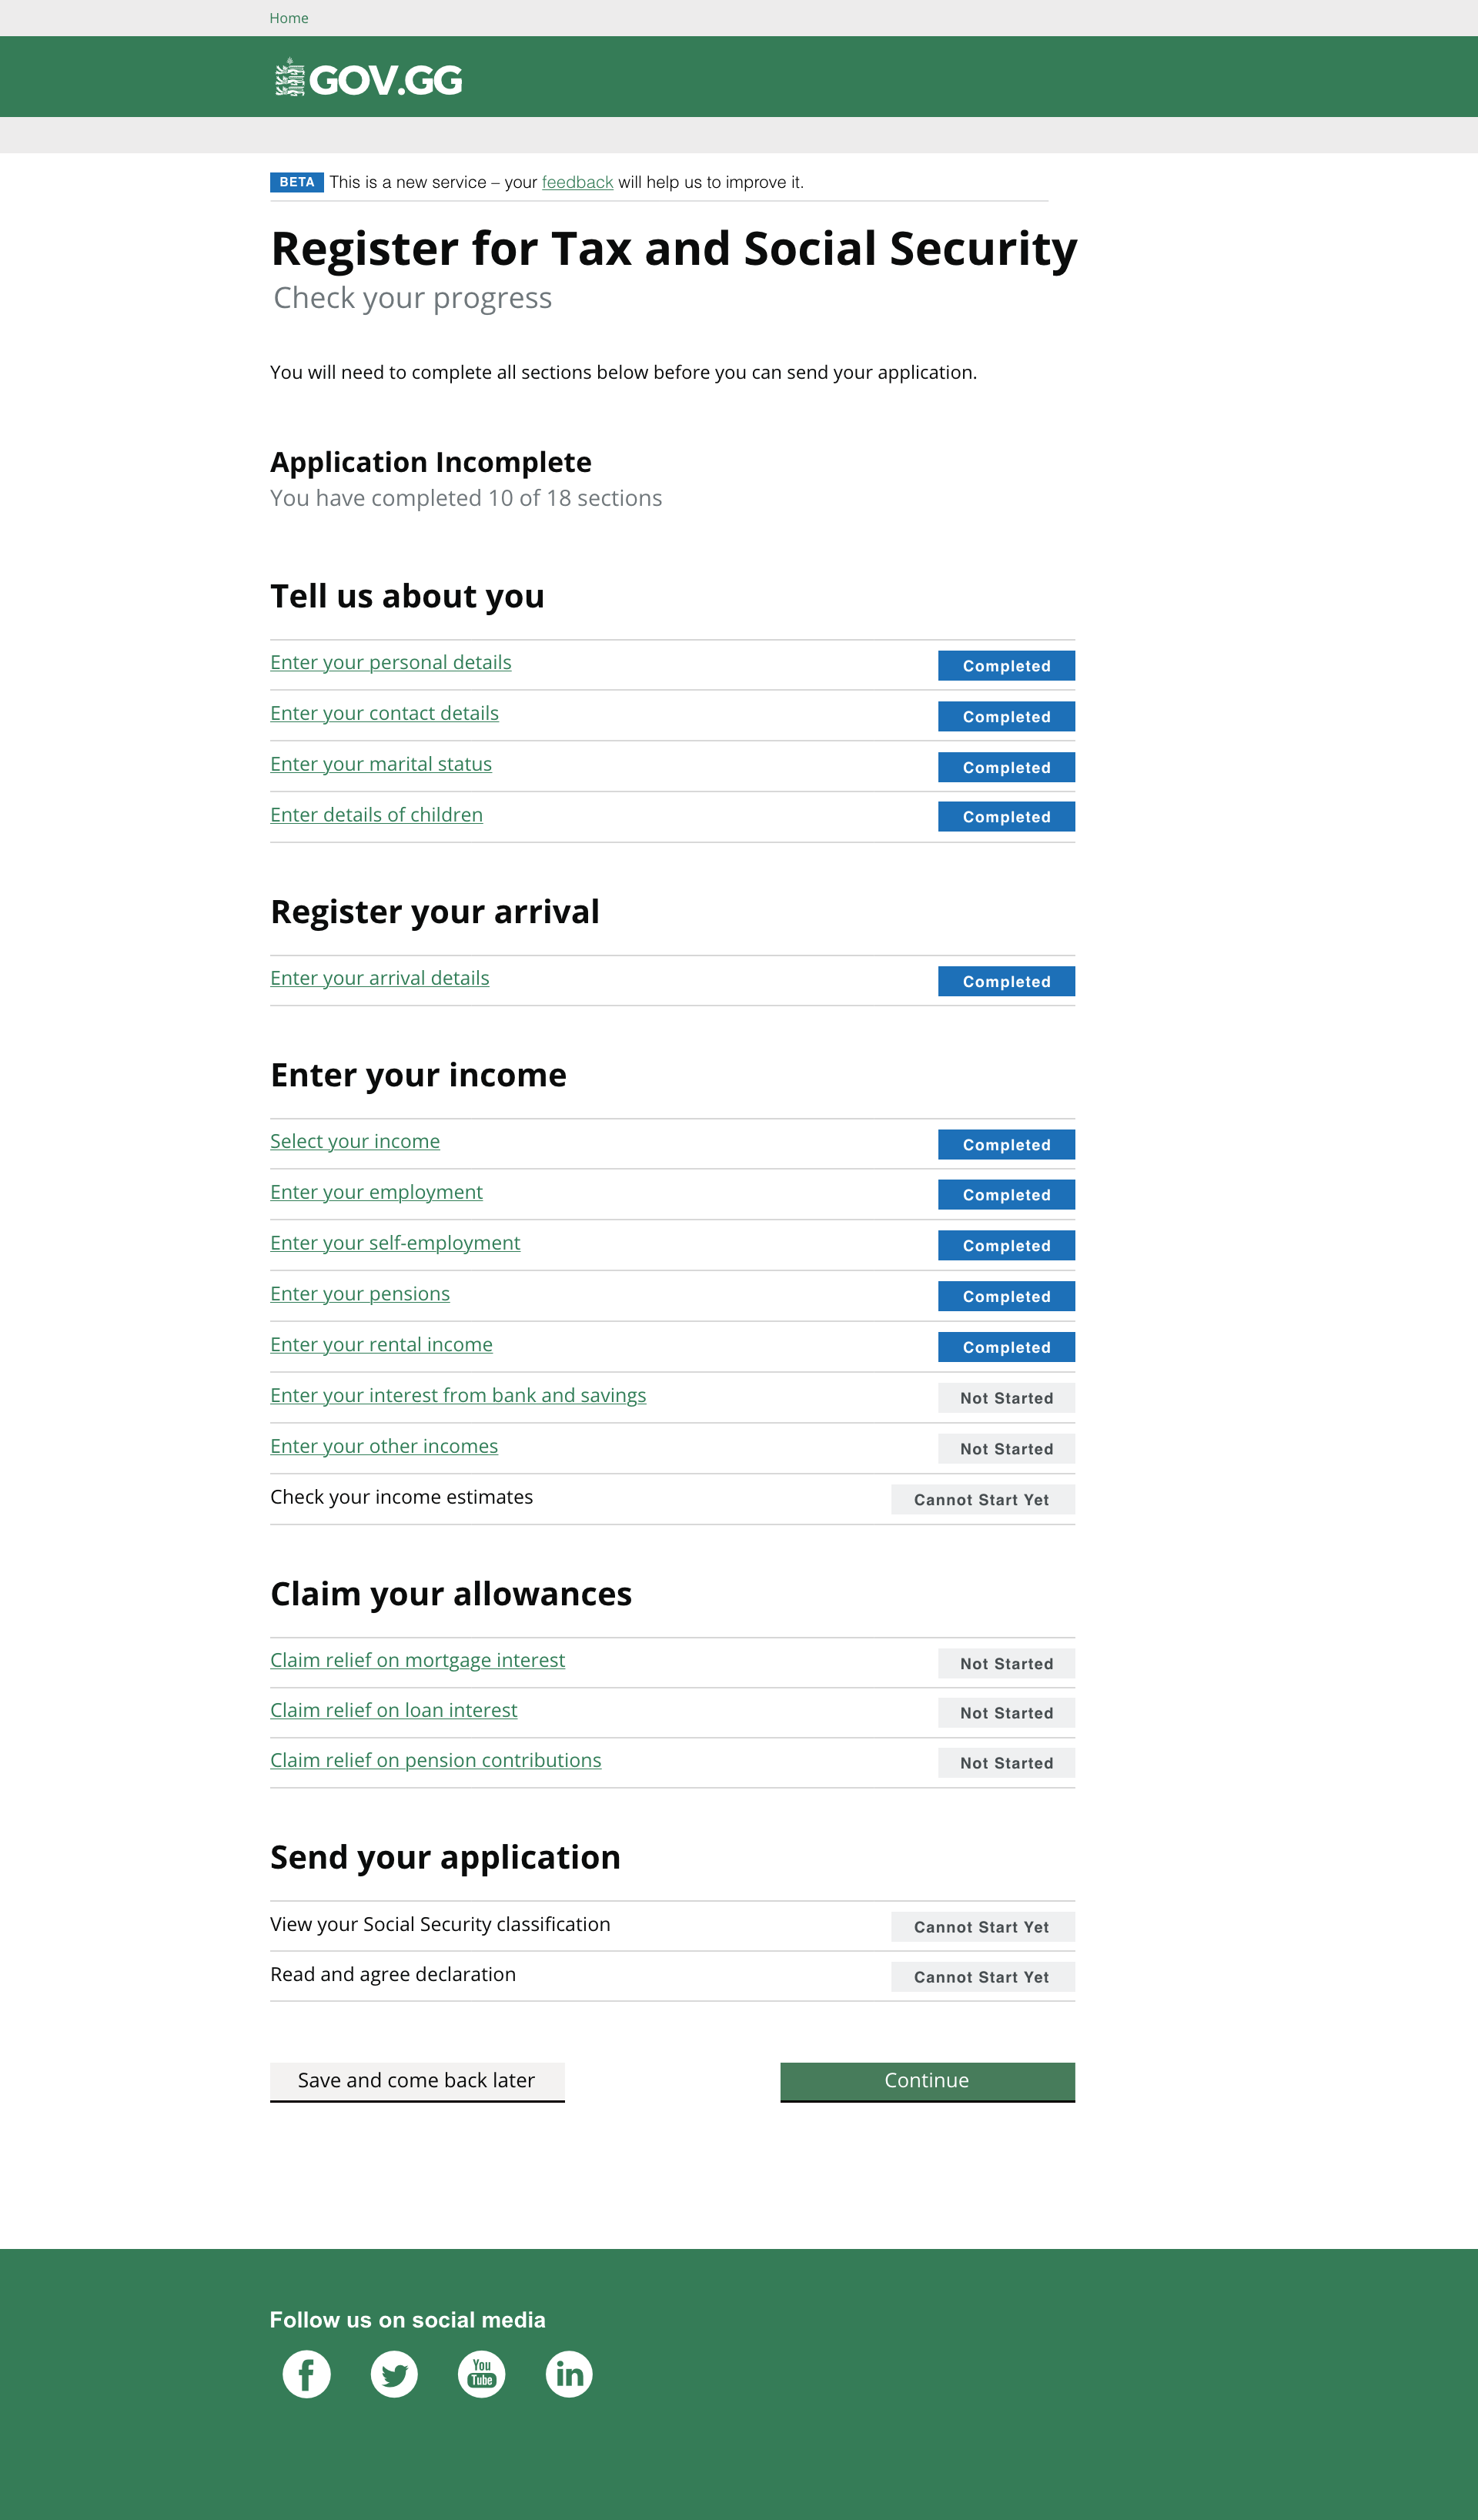 Home
GOV.GG
BETA This is a new service – your feedback will help us to improve it.
Register for Tax and Social Security
Check your progress
You will need to complete all sections below before you can send your application.
Application Incomplete
You have completed 10 of 18 sections
Tell us about you
Enter your personal details Completed
Enter your contact details Completed
Enter your marital status Completed
Enter details of children Completed
Register your arrival
Enter your arrival details Completed
Enter your income
Select your income Completed
Enter your employment Completed
Enter your self-employment Completed
Enter your pensions Completed
Enter your rental income Completed
Enter your interest from bank and savings Not Started
Enter your other incomes Not Started
Check your income estimates Cannot Start Yet
Claim your allowances
Claim relief on mortgage interest Not Started
Claim relief on loan interest Not Started
Claim relief on pension contributions Not Started
Send your application
View your Social Security classification Cannot Start Yet
Read and agree declaration Cannot Start Yet
Save and come back later Continue
Follow us on social media
f You Tube in